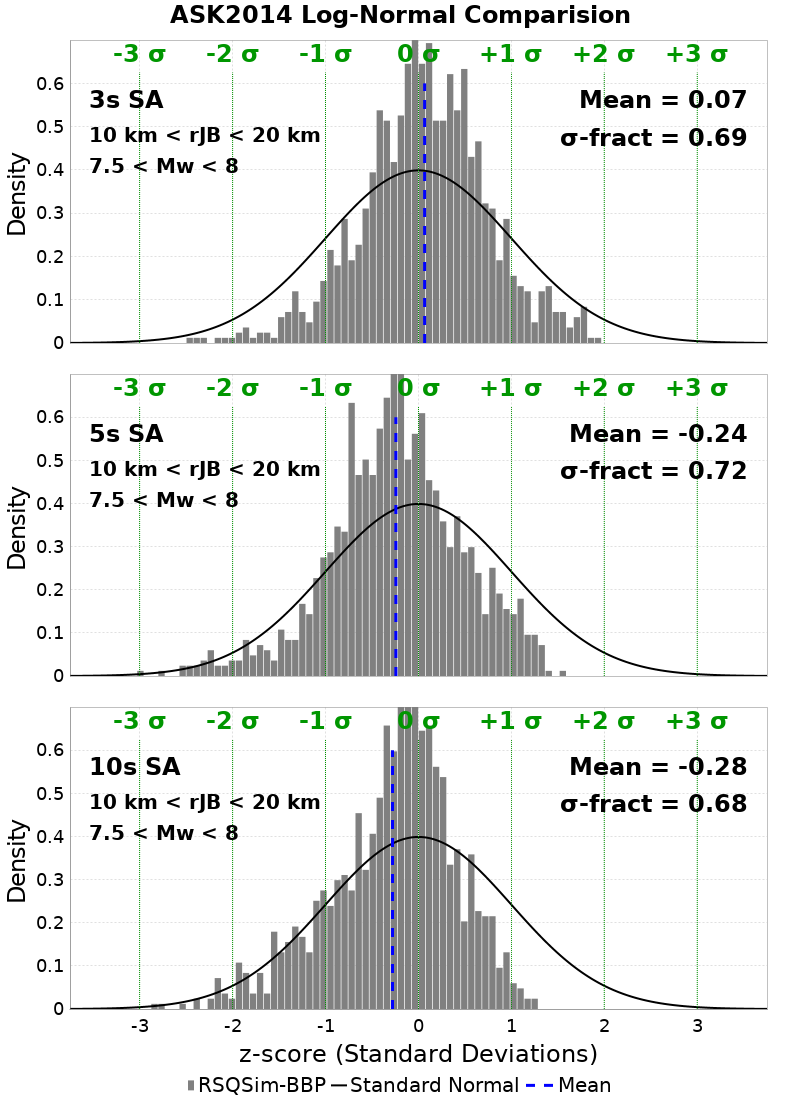 ASK2014 Log-Normal Comparision
-3 σ -2 σ -1 σ 0 σ +1 σ +2 σ +3 σ
3s SA
10 km < rJB < 20 km
7.5 < Mw < 8
Mean = 0.07
σ-fract = 0.69
Density
0.6
0.5
0.4
0.3
0.2
0.1
0
-3 σ -2 σ -1 σ 0 σ +1 σ +2 σ +3 σ
5s SA
10 km < rJB < 20 km
7.5 < Mw < 8
Mean = -0.24
σ-fract = 0.72
Density
0.6
0.5
0.4
0.3
0.2
0.1
0
-3 σ -2 σ -1 σ 0 σ +1 σ +2 σ +3 σ
10s SA
10 km < rJB < 20 km
7.5 < Mw < 8
Mean = -0.28
σ-fract = 0.68
Density
0.6
0.5
0.4
0.3
0.2
0.1
0
-3 -2 -1 0 1 2 3
z-score (Standard Deviations)
RSQSim-BBP Standard Normal Mean